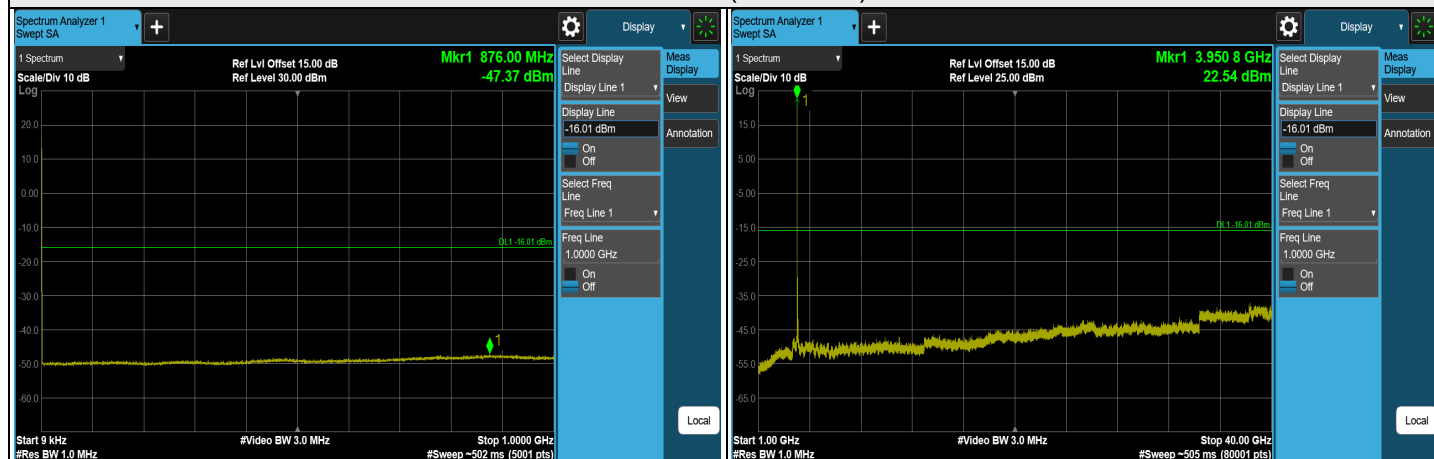 Spectrum Analyzer 1
Swept SA
+
Display
1 Spectrum
Scale/Div 10 dB
Log
Ref Lvl Offset 15.00 dB
Ref Level 30.00 dBm
Mkr1 876.00 MHz
-47.37 dBm
20.0
10.0
0.00
-10.0
-20.0
-30.0
-40.0
-50.0
-60.0
DL1 -16.01 dBm
1
Start 9 kHz
#Res BW 1.0 MHz
#Video BW 3.0 MHz
Stop 1.0000 GHz
#Sweep ~502 ms (5001 pts)
Select Display
Line
Display Line 1
Display Line
-16.01 dBm
On
Off
Select Freq
Line
Freq Line 1
Freq Line
1.0000 GHz
On
Off
Meas
Display
View
Annotation
Local
Spectrum Analyzer 1
Swept SA
+
Display
1 Spectrum
Scale/Div 10 dB
Log
Ref Lvl Offset 15.00 dB
Ref Level 25.00 dBm
Mkr1 3.950 8 GHz
22.54 dBm
1
15.0
5.00
-5.00
-15.0
-25.0
-35.0
-45.0
-55.0
-65.0
DL1 -16.01 dBm
Start 1.00 GHz
#Res BW 1.0 MHz
#Video BW 3.0 MHz
Stop 40.00 GHz
#Sweep ~505 ms (80001 pts)
Select Display
Line
Display Line 1
Display Line
-16.01 dBm
On
Off
Select Freq
Line
Freq Line 1
Freq Line
1.0000 GHz
On
Off
Meas
Display
View
Annotation
Local